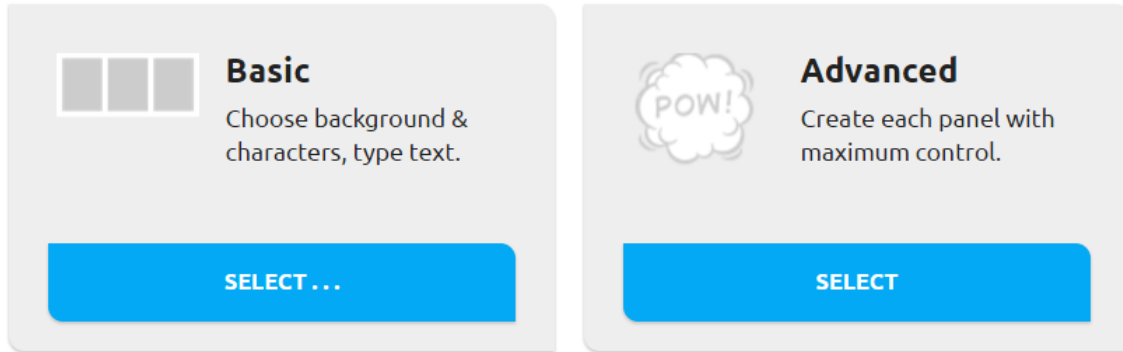 Basic
Choose background &
characters, type text.
SELECT...
POW!
Advanced
Create each panel with
maximum control.
SELECT